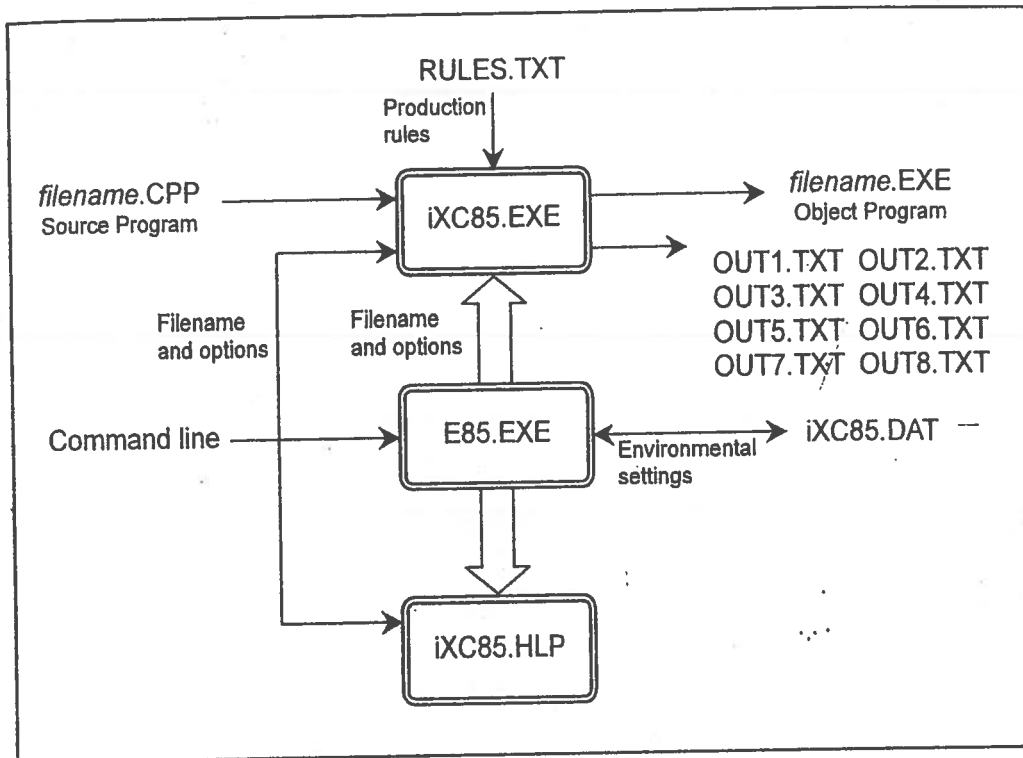 RULES.TXT
Production
rules
filename.CPP
Source Program
iXC85.EXE
filename.EXE
Object Program
OUT1.TXT OUT2.TXT
OUT3.TXT OUT4.TXT
OUT5.TXT OUT6.TXT
OUT7.TXT OUT8.TXT
Filename
and options
Filename
and options
Command line
E85.EXE
Environmental
settings
iXC85.DAT
iXC85.HLP